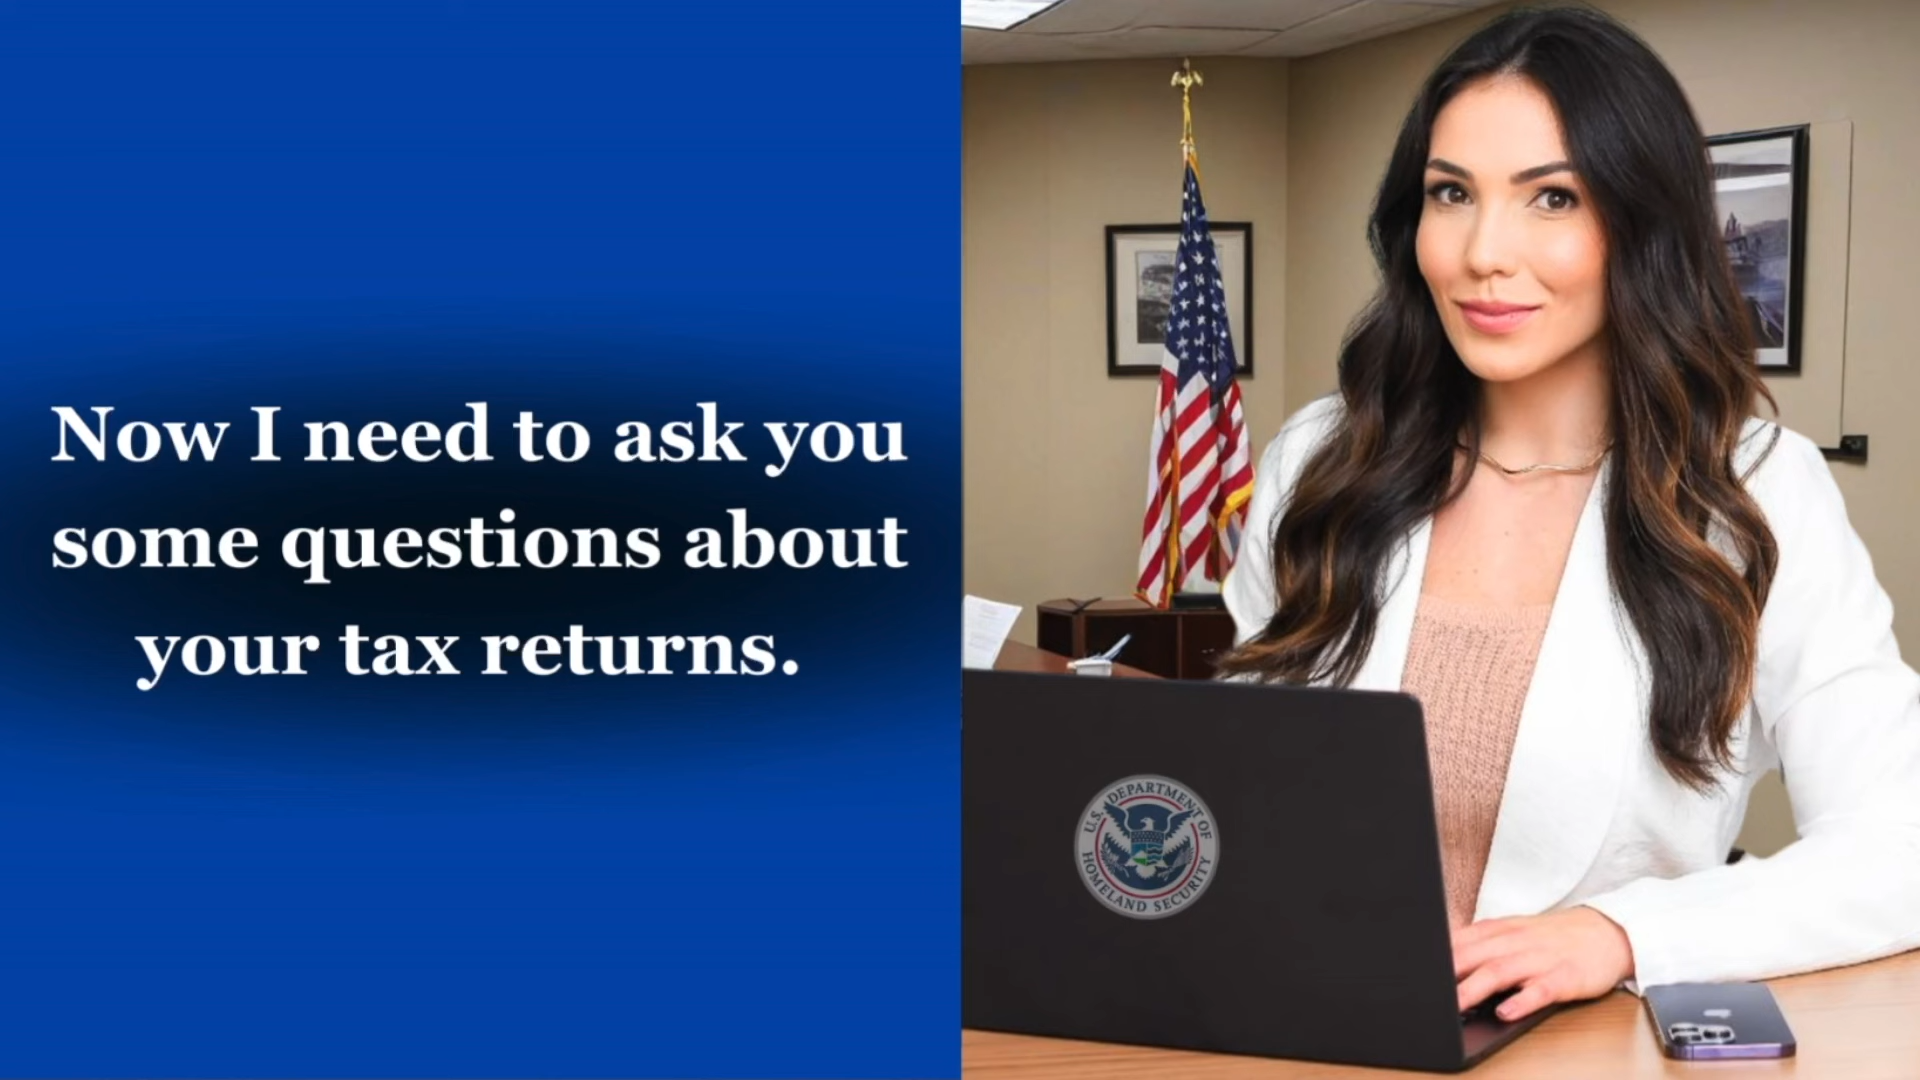 Now I need to ask you
some questions about
your tax returns.
U.S. DEPARTMENT OF
HOMELAND SECURITY